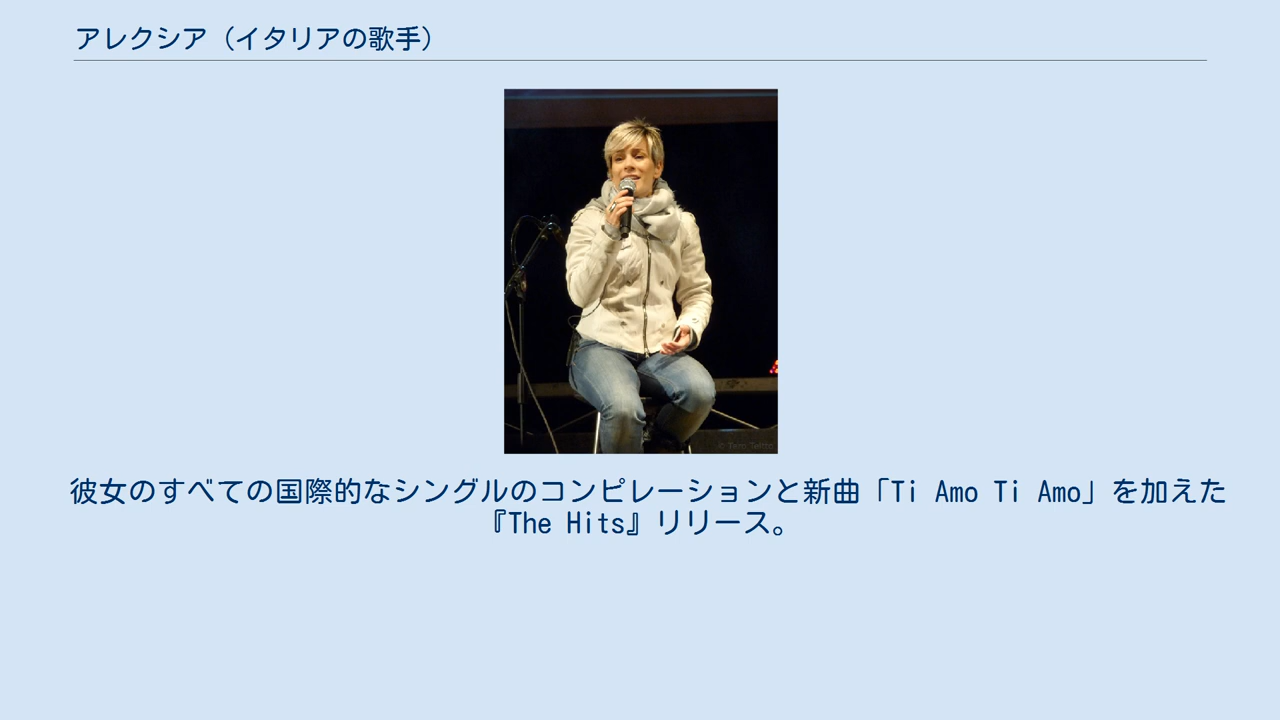 アレクシア（イタリアの歌手）
彼女のすべての国際的なシングルのコンピレーションと新曲「Ti Amo Ti Amo」を加えた
『The Hits』リリース。